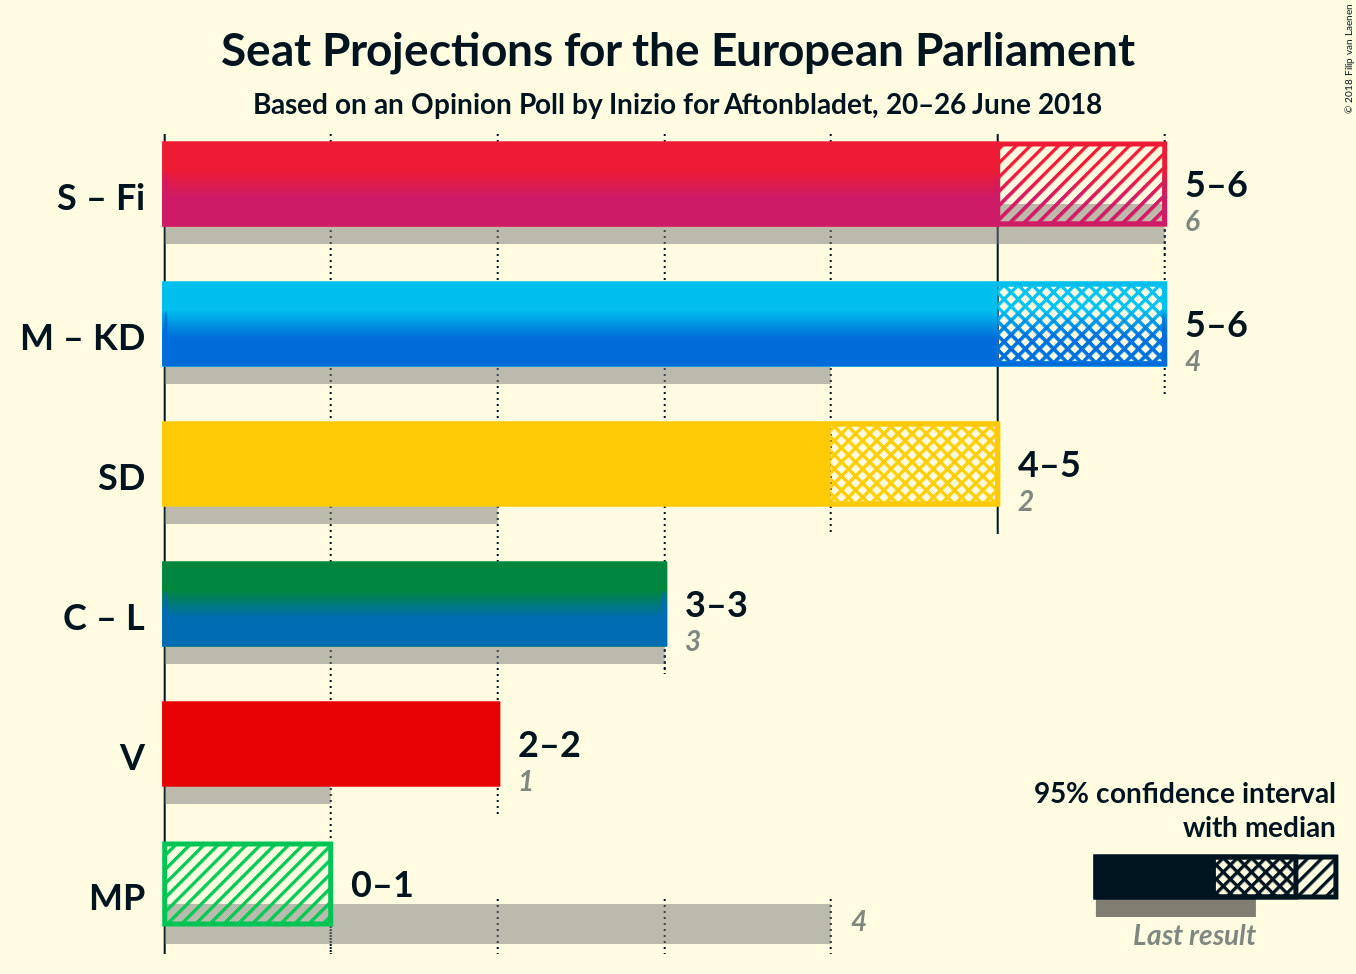 Seat Projections for the European Parliament
Based on an Opinion Poll by Inizio for Aftonbladet, 20–26 June 2018
© 2018 Filip van Laenen
S – Fi
5–6
6
M – KD
5–6
4
SD
4–5
2
C – L
3–3
3
V
2–2
1
MP
0–1
4
95% confidence interval
with median
Last result